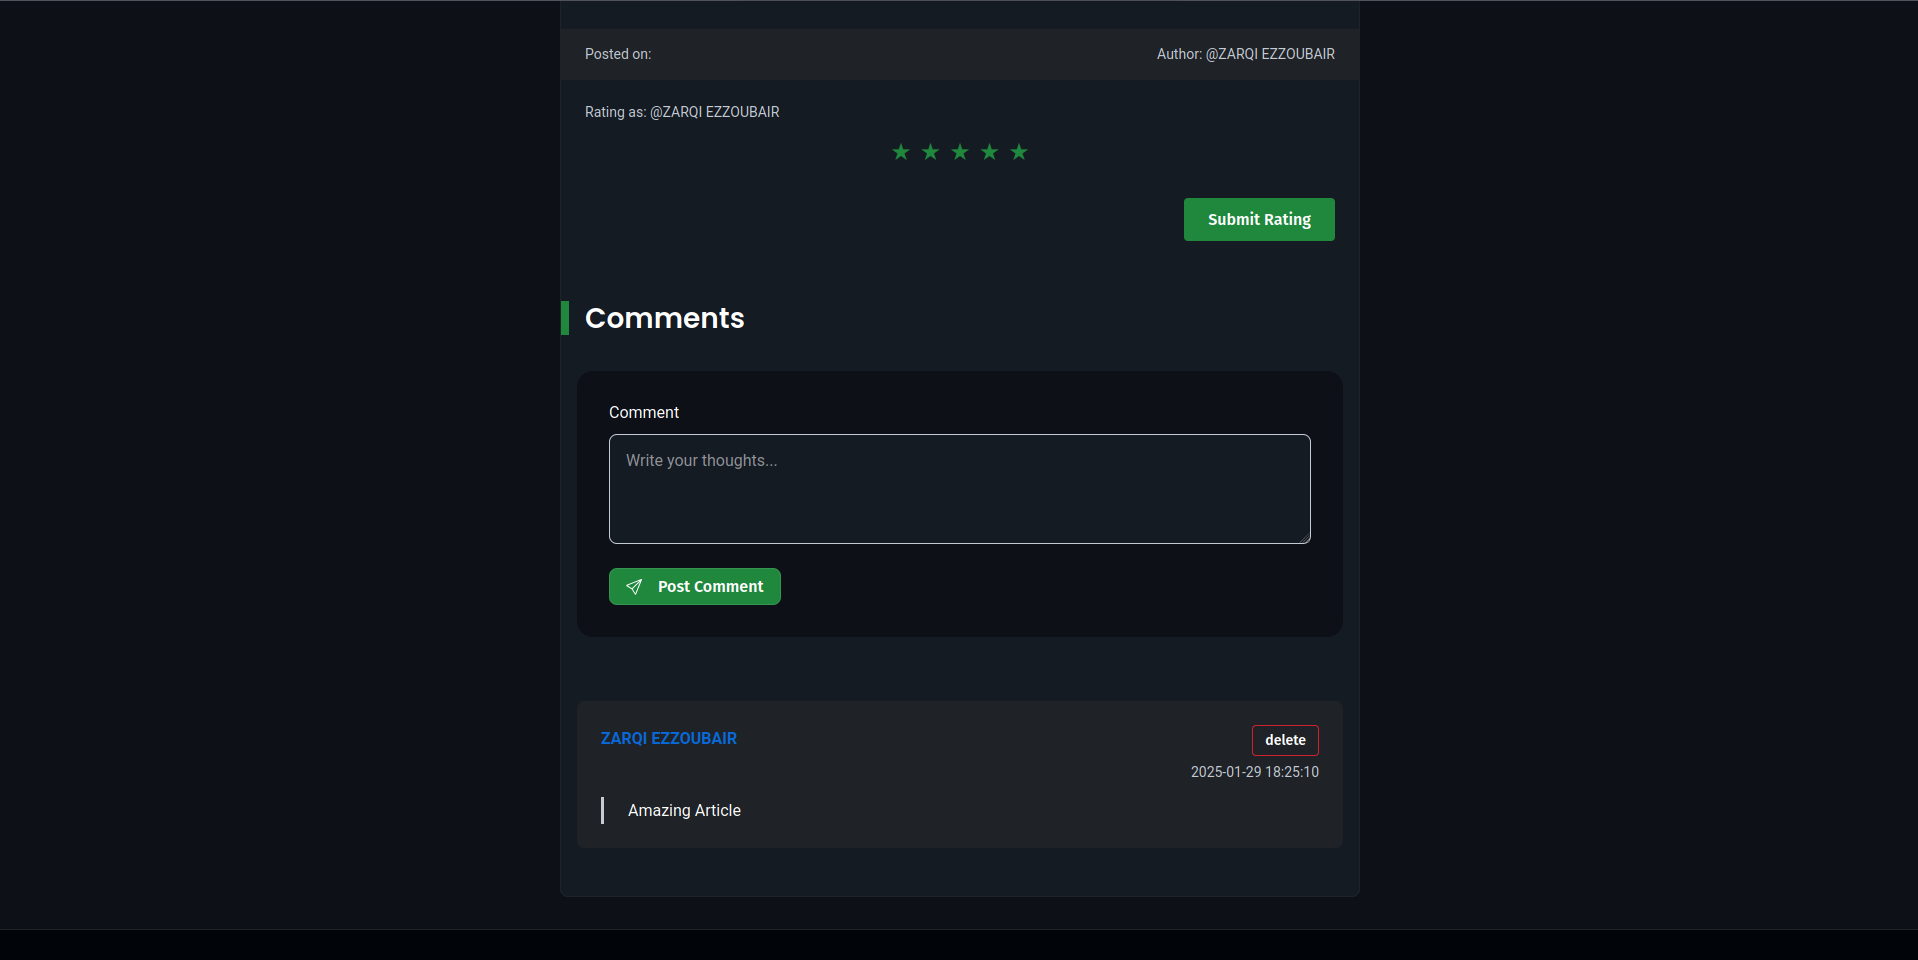 Posted on:
Author: @ZARQI EZZOUBAIR
Rating as: @ZARQI EZZOUBAIR
★ ★ ★ ★ ★
Submit Rating
Comments
Comment
Write your thoughts...
Post Comment
ZARQI EZZOUBAIR
delete
2025-01-29 18:25:10
Amazing Article